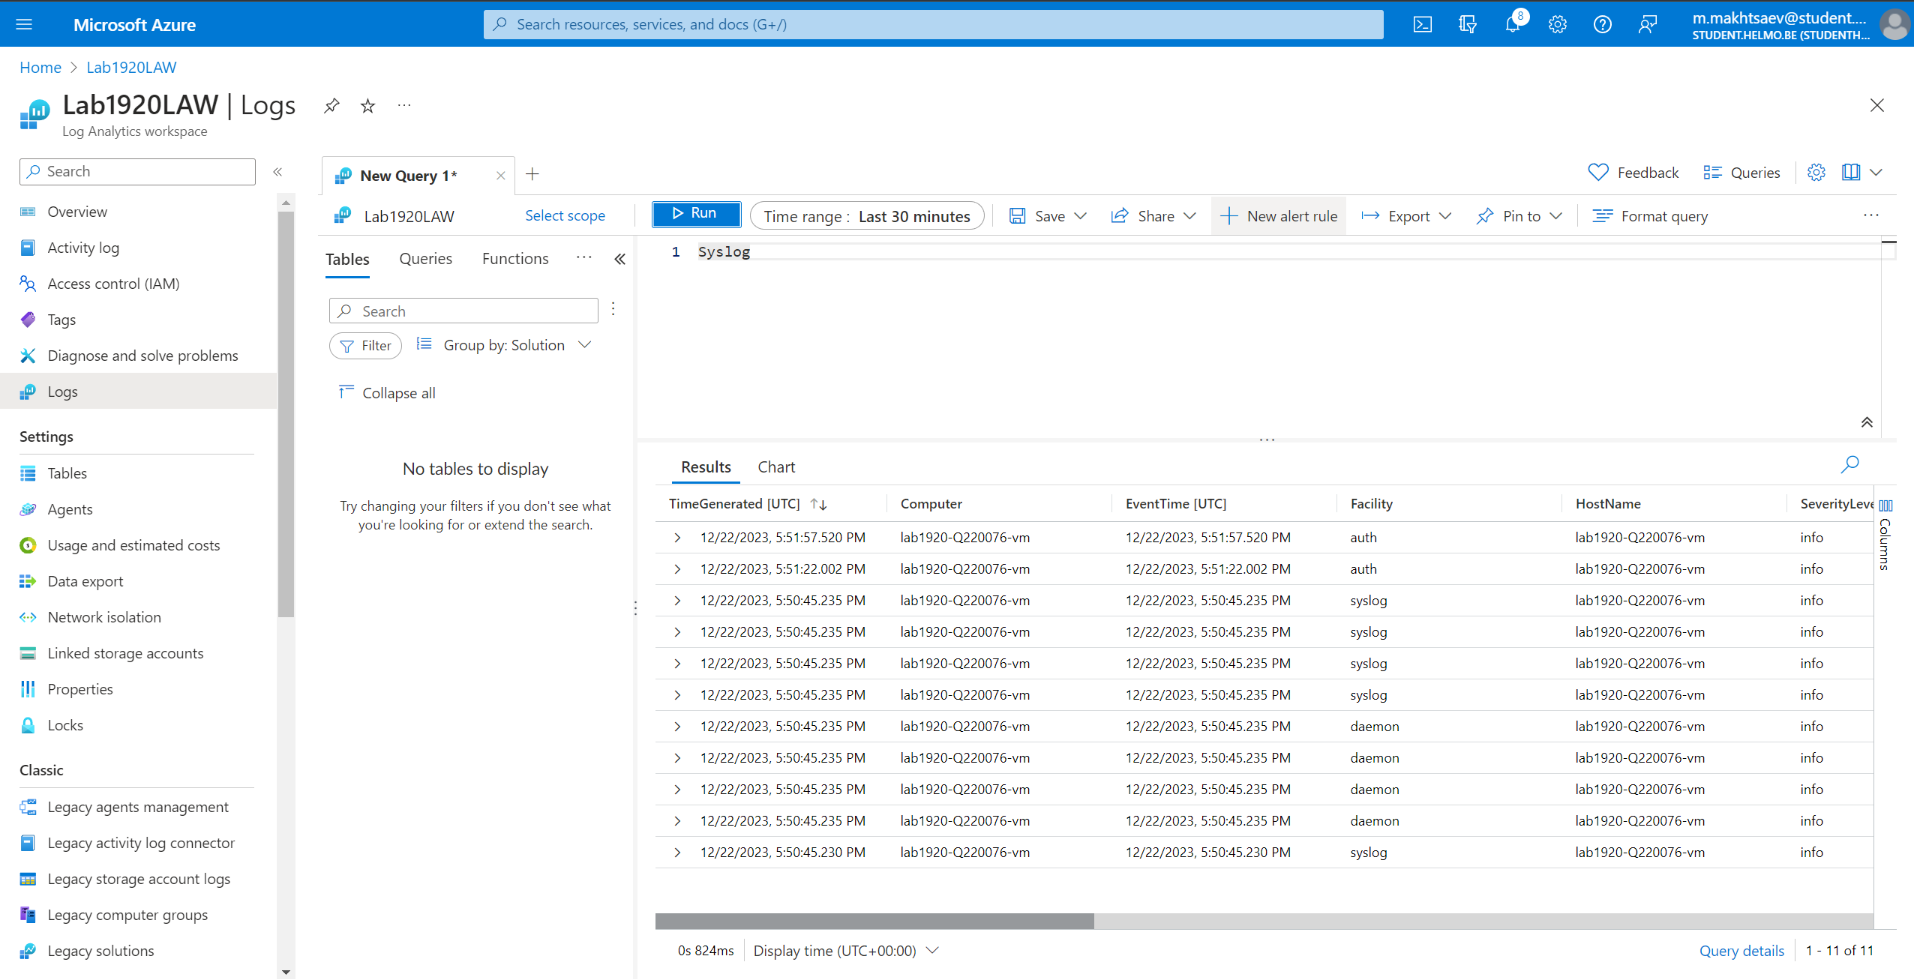 Microsoft Azure
Search resources, services, and docs (G+/)
8
m.makhtsaev@student....
STUDENT.HELMO.BE (STUDENTH...
Home > Lab1920LAW
Lab1920LAW | Logs
Log Analytics workspace
Search
Overview
Activity log
Access control (IAM)
Tags
Diagnose and solve problems
Logs
Settings
Tables
Agents
Usage and estimated costs
Data export
Network isolation
Linked storage accounts
Properties
Locks
Classic
Legacy agents management
Legacy activity log connector
Legacy storage account logs
Legacy computer groups
Legacy solutions
New Query 1*
Feedback Queries
Lab1920LAW Select scope Run Time range : Last 30 minutes Save Share New alert rule Export Pin to Format query
Tables Queries Functions
Search
Filter Group by: Solution
Collapse all
No tables to display
Try changing your filters if you don't see what
you're looking for or extend the search.
1 Syslog
Results Chart
TimeGenerated [UTC] Computer EventTime [UTC] Facility HostName SeverityLeve
12/22/2023, 5:51:57.520 PM lab1920-Q220076-vm 12/22/2023, 5:51:57.520 PM auth lab1920-Q220076-vm info
12/22/2023, 5:51:22.002 PM lab1920-Q220076-vm 12/22/2023, 5:51:22.002 PM auth lab1920-Q220076-vm info
12/22/2023, 5:50:45.235 PM lab1920-Q220076-vm 12/22/2023, 5:50:45.235 PM syslog lab1920-Q220076-vm info
12/22/2023, 5:50:45.235 PM lab1920-Q220076-vm 12/22/2023, 5:50:45.235 PM syslog lab1920-Q220076-vm info
12/22/2023, 5:50:45.235 PM lab1920-Q220076-vm 12/22/2023, 5:50:45.235 PM syslog lab1920-Q220076-vm info
12/22/2023, 5:50:45.235 PM lab1920-Q220076-vm 12/22/2023, 5:50:45.235 PM syslog lab1920-Q220076-vm info
12/22/2023, 5:50:45.235 PM lab1920-Q220076-vm 12/22/2023, 5:50:45.235 PM daemon lab1920-Q220076-vm info
12/22/2023, 5:50:45.235 PM lab1920-Q220076-vm 12/22/2023, 5:50:45.235 PM daemon lab1920-Q220076-vm info
12/22/2023, 5:50:45.235 PM lab1920-Q220076-vm 12/22/2023, 5:50:45.235 PM daemon lab1920-Q220076-vm info
12/22/2023, 5:50:45.235 PM lab1920-Q220076-vm 12/22/2023, 5:50:45.235 PM daemon lab1920-Q220076-vm info
12/22/2023, 5:50:45.230 PM lab1920-Q220076-vm 12/22/2023, 5:50:45.230 PM syslog lab1920-Q220076-vm info
Columns
0s 824ms Display time (UTC+00:00) Query details 1 - 11 of 11